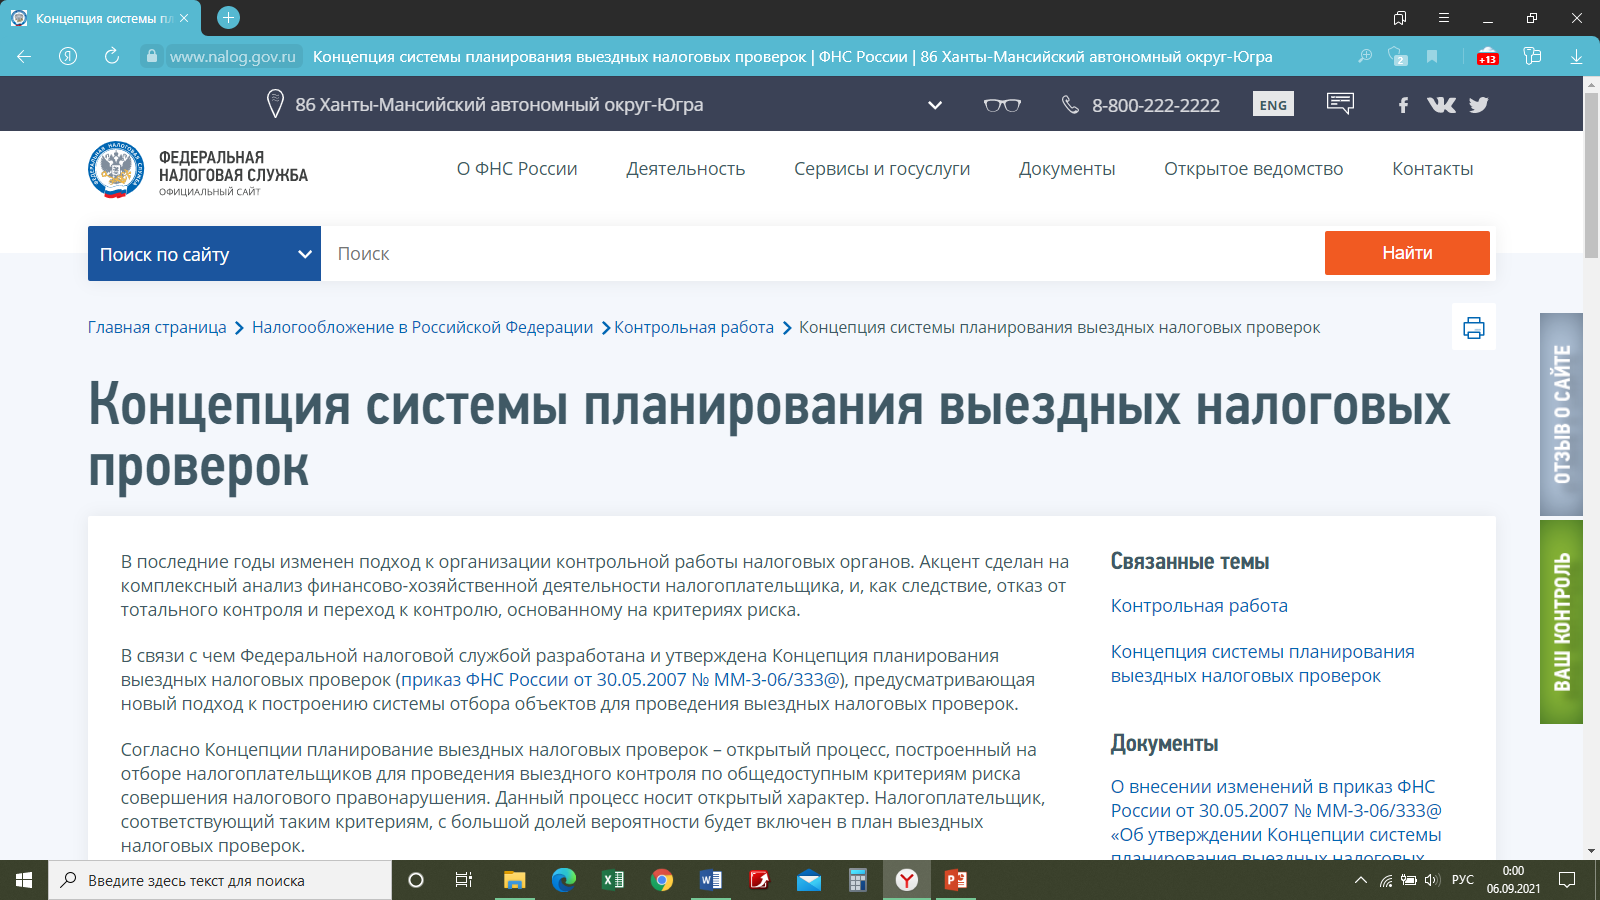 Концепция системы пл
www.nalog.gov.ru Концепция системы планирования выездных налоговых проверок | ФНС России | 86 Ханты-Мансийский автономный округ-Югра
2
+13
86 Ханты-Мансийский автономный округ-Югра
8-800-222-2222
ENG
ФЕДЕРАЛЬНАЯ
НАЛОГОВАЯ СЛУЖБА
ОФИЦИАЛЬНЫЙ САЙТ
О ФНС России Деятельность Сервисы и госуслуги Документы Открытое ведомство Контакты
Поиск по сайту Поиск Найти
Главная страница Налогообложение в Российской Федерации Контрольная работа Концепция системы планирования выездных налоговых проверок
Концепция системы планирования выездных налоговых
проверок
В последние годы изменен подход к организации контрольной работы налоговых органов. Акцент сделан на
комплексный анализ финансово-хозяйственной деятельности налогоплательщика, и, как следствие, отказ от
тотального контроля и переход к контролю, основанному на критериях риска.
В связи с чем Федеральной налоговой службой разработана и утверждена Концепция планирования
выездных налоговых проверок (приказ ФНС России от 30.05.2007 № ММ-3-06/333@), предусматривающая
новый подход к построению системы отбора объектов для проведения выездных налоговых проверок.
Согласно Концепции планирование выездных налоговых проверок – открытый процесс, построенный на
отборе налогоплательщиков для проведения выездного контроля по общедоступным критериям риска
совершения налогового правонарушения. Данный процесс носит открытый характер. Налогоплательщик,
соответствующий таким критериям, с большой долей вероятности будет включен в план выездных
налоговых проверок.
Связанные темы
Контрольная работа
Концепция системы планирования
выездных налоговых проверок
Документы
О внесении изменений в приказ ФНС
России от 30.05.2007 № ММ-3-06/333@
«Об утверждении Концепции системы
планирования выездных налоговых
ОТЗЫВ О САЙТЕ
ВАШ КОНТРОЛЬ
Введите здесь текст для поиска
РУС
0:00
06.09.2021